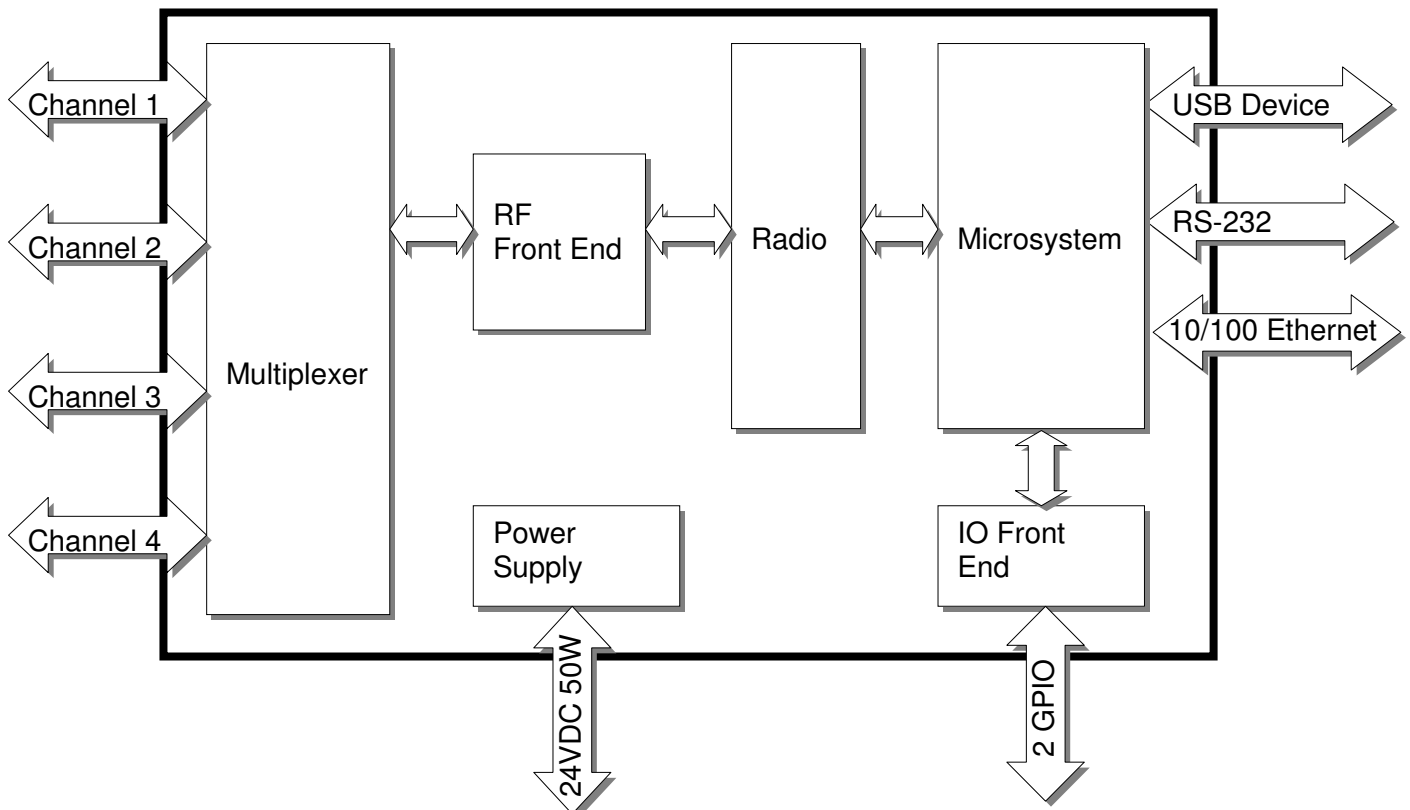 Channel 1
Channel 2
Channel 3
Channel 4
Multiplexer
RF
Front End
Radio
Microsystem
USB Device
RS-232
10/100 Ethernet
Power
Supply
IO Front
End
24VDC 50W
2 GPIO